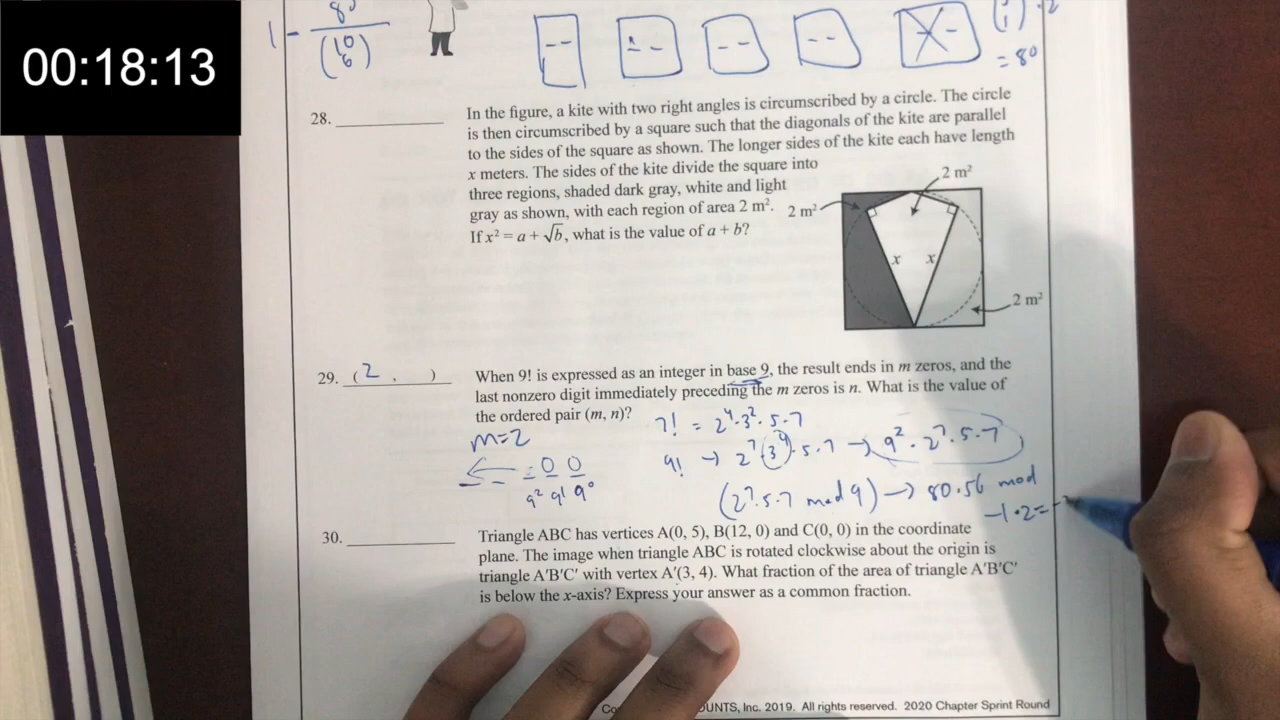 00:18:13
1 - 80 / (10 6)
= 80
28.
In the figure, a kite with two right angles is circumscribed by a circle. The circle
is then circumscribed by a square such that the diagonals of the kite are parallel
to the sides of the square as shown. The longer sides of the kite each have length
x meters. The sides of the kite divide the square into
three regions, shaded dark gray, white and light
gray as shown, with each region of area 2 m².
If x² = a + √b, what is the value of a + b?
2 m²
2 m²
x x
2 m²
29. (2, )
When 9! is expressed as an integer in base 9, the result ends in m zeros, and the
last nonzero digit immediately preceding the m zeros is n. What is the value of
the ordered pair (m, n)?
7! = 2⁴·3²·5·7
m=2
9! → 2⁷(3⁴)·5·7 → 9²·2⁷·5·7
0 0
9² 9¹ 9⁰
(2⁷·5·7 mod 9) → 80·56 mod
-1·2=-
30.
Triangle ABC has vertices A(0, 5), B(12, 0) and C(0, 0) in the coordinate
plane. The image when triangle ABC is rotated clockwise about the origin is
triangle A'B'C' with vertex A'(3, 4). What fraction of the area of triangle A'B'C'
is below the x-axis? Express your answer as a common fraction.
OUNTS, Inc. 2019. All rights reserved. 2020 Chapter Sprint Round